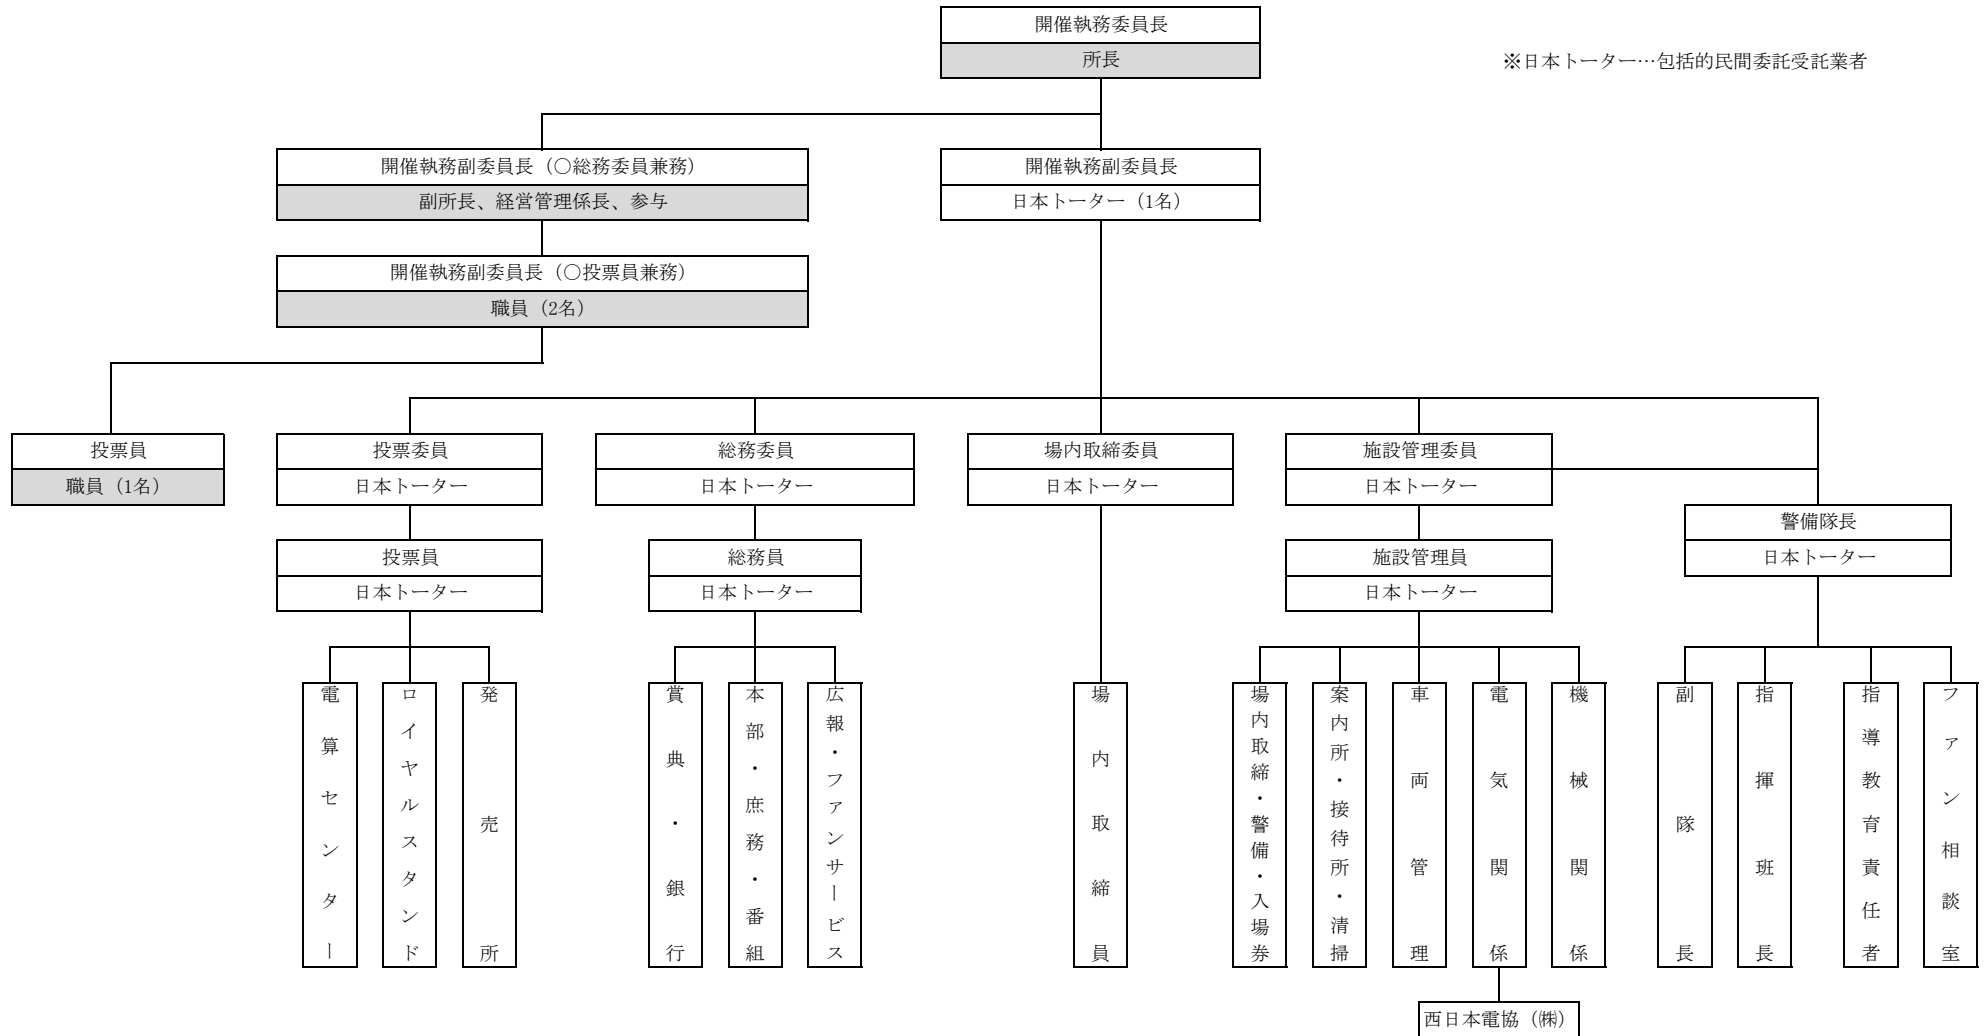 開催執務委員長
所長
※日本トーター…包括的民間委託受託業者
開催執務副委員長（〇総務委員兼務）
副所長、経営管理係長、参与
開催執務副委員長
日本トーター（1名）
開催執務副委員長（〇投票員兼務）
職員（2名）
投票員
職員（1名）
投票委員
日本トーター
総務委員
日本トーター
場内取締委員
日本トーター
施設管理委員
日本トーター
警備隊長
日本トーター
投票員
日本トーター
総務員
日本トーター
施設管理員
日本トーター
電算センター
ロイヤルスタンド
発売所
賞典・銀行
本部・庶務・番組
広報・ファンサービス
場内取締員
場内取締・警備・入場券
案内所・接待所・清掃
車両管理
電気関係
機械関係
副隊長
指揮班長
指導教育責任者
ファン相談室
西日本電協（㈱）